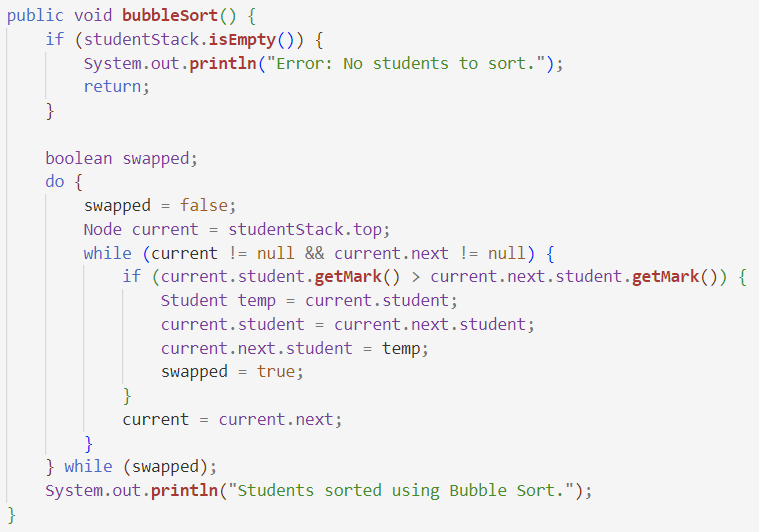 public void bubbleSort() {
    if (studentStack.isEmpty()) {
        System.out.println("Error: No students to sort.");
        return;
    }

    boolean swapped;
    do {
        swapped = false;
        Node current = studentStack.top;
        while (current != null && current.next != null) {
            if (current.student.getMark() > current.next.student.getMark()) {
                Student temp = current.student;
                current.student = current.next.student;
                current.next.student = temp;
                swapped = true;
            }
            current = current.next;
        }
    } while (swapped);
    System.out.println("Students sorted using Bubble Sort.");
}